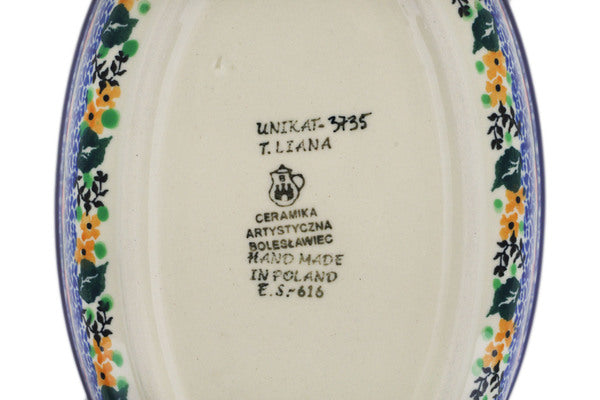 UNIKAT-3735
T. LIANA
B
CERAMIKA
ARTYSTYCZNA
BOLESŁAWIEC
HAND MADE
IN POLAND
E.S.-616